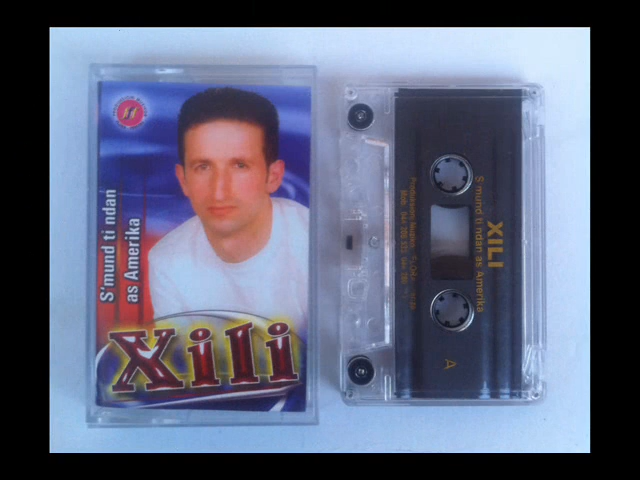 S'mund ti ndan
as Amerika
Xili
XILI
S'mund ti ndan as Amerika
A